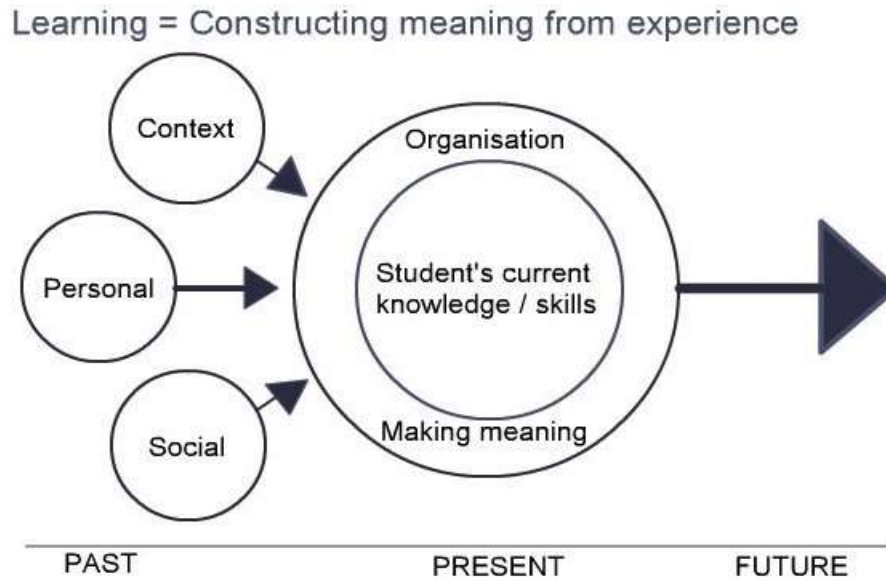 Learning = Constructing meaning from experience
Context
Organisation
Personal
Student's current
knowledge / skills
Social
Making meaning
PAST
PRESENT
FUTURE